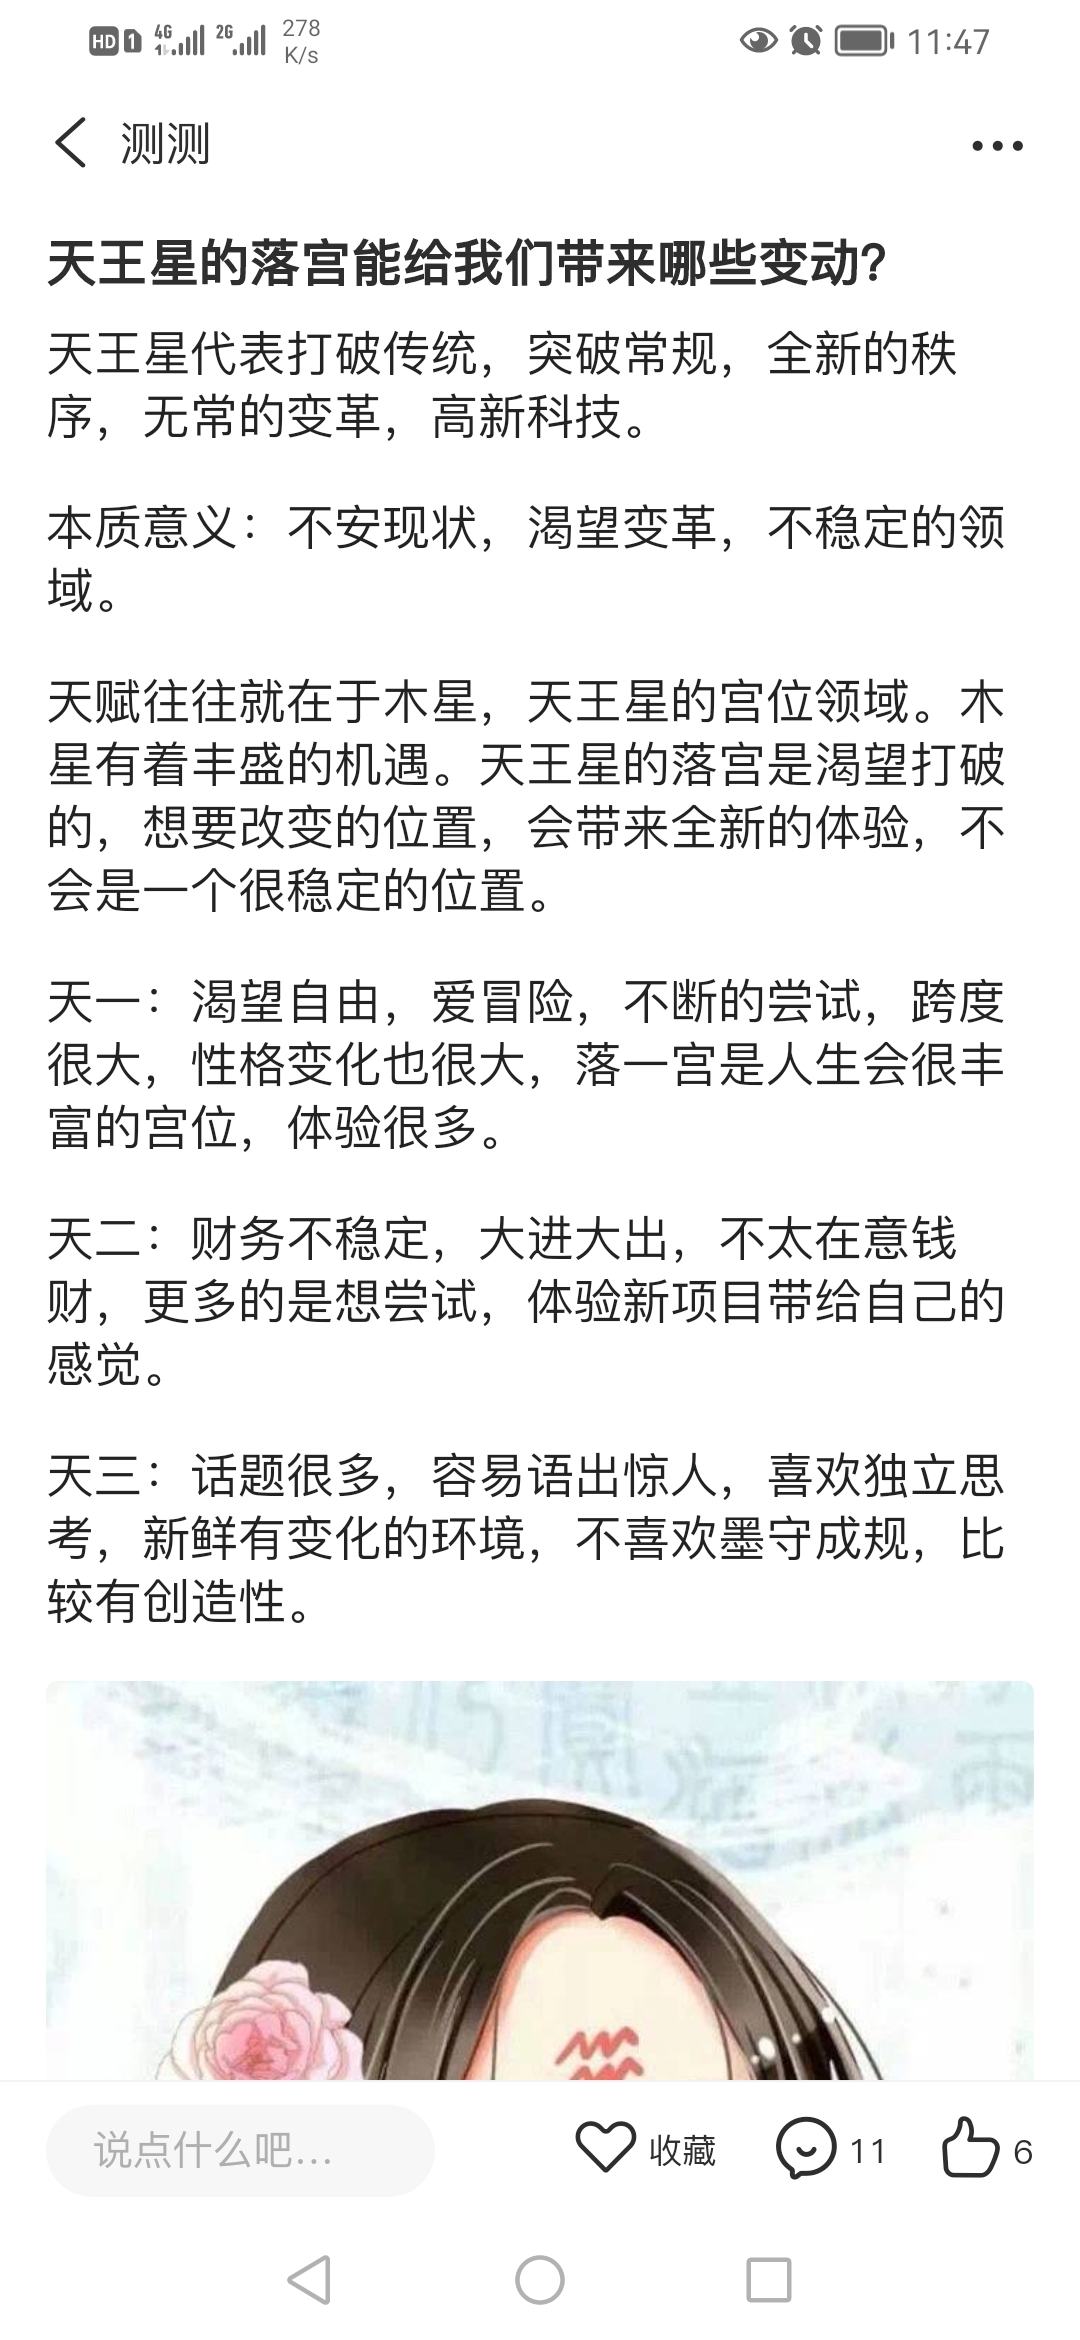 HD 1 4G 2G 278 K/s 11:47
测测
天王星的落宫能给我们带来哪些变动？
天王星代表打破传统，突破常规，全新的秩
序，无常的变革，高新科技。
本质意义：不安现状，渴望变革，不稳定的领
域。
天赋往往就在于木星，天王星的宫位领域。木
星有着丰盛的机遇。天王星的落宫是渴望打破
的，想要改变的位置，会带来全新的体验，不
会是一个很稳定的位置。
天一：渴望自由，爱冒险，不断的尝试，跨度
很大，性格变化也很大，落一宫是人生会很丰
富的宫位，体验很多。
天二：财务不稳定，大进大出，不太在意钱
财，更多的是想尝试，体验新项目带给自己的
感觉。
天三：话题很多，容易语出惊人，喜欢独立思
考，新鲜有变化的环境，不喜欢墨守成规，比
较有创造性。
说点什么吧... 收藏 11 6